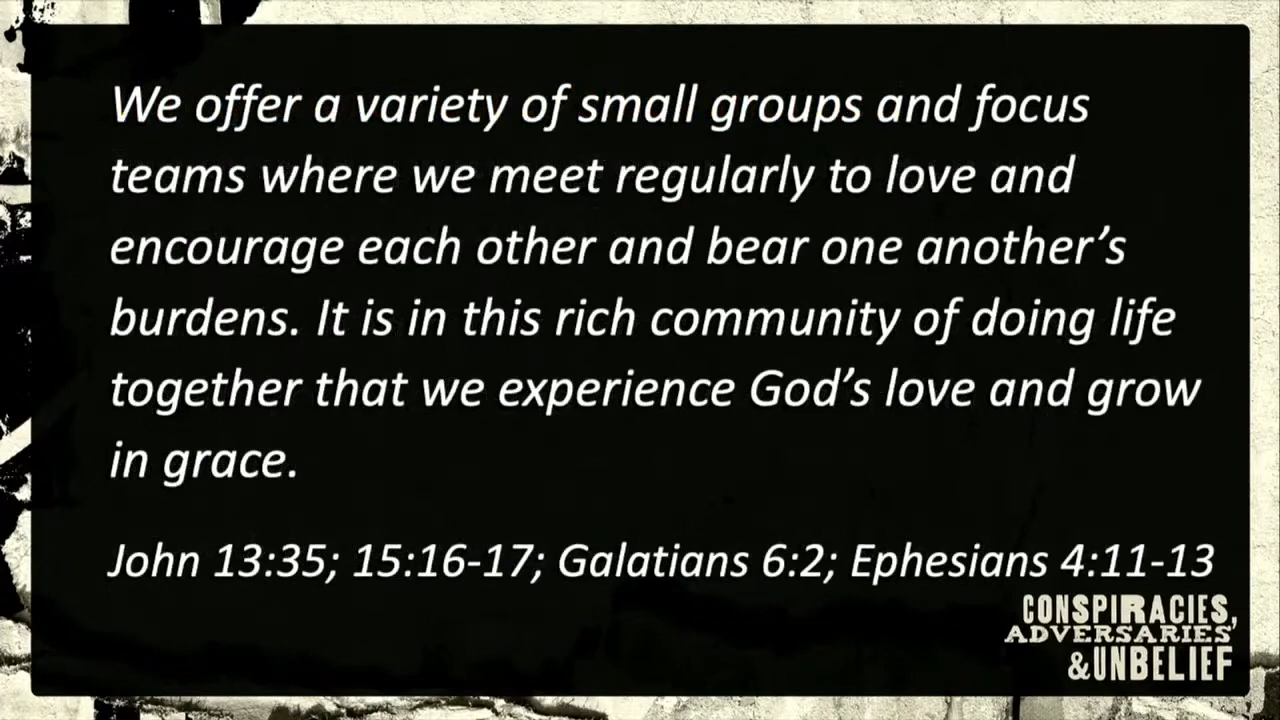 We offer a variety of small groups and focus
teams where we meet regularly to love and
encourage each other and bear one another’s
burdens. It is in this rich community of doing life
together that we experience God’s love and grow
in grace.
John 13:35; 15:16-17; Galatians 6:2; Ephesians 4:11-13
CONSPIRACIES,
ADVERSARIES
&UNBELIEF